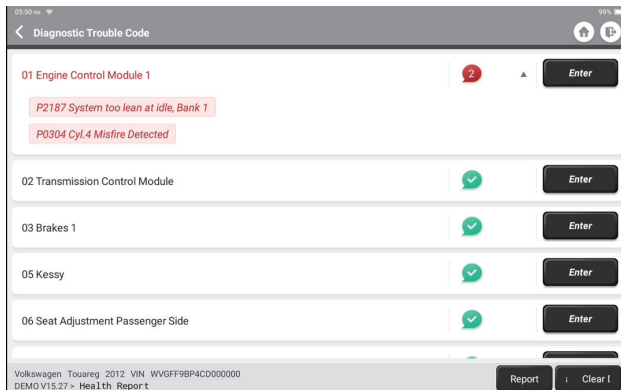 05:50 PM 99%
Diagnostic Trouble Code
01 Engine Control Module 1 2 Enter
P2187 System too lean at idle, Bank 1
P0304 Cyl.4 Misfire Detected
02 Transmission Control Module Enter
03 Brakes 1 Enter
05 Kessy Enter
06 Seat Adjustment Passenger Side Enter
Volkswagen Touareg 2012 VIN WVGFF9BP4CD000000
DEMO V15.27 > Health Report
Report Clear